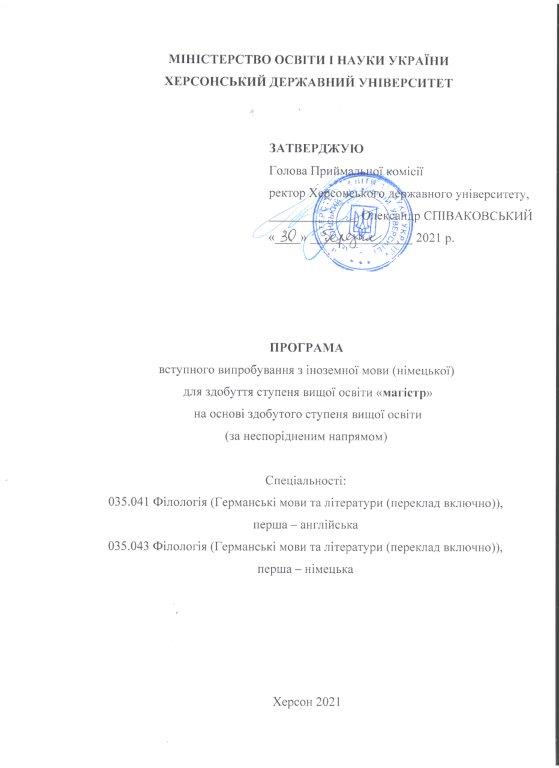 МІНІСТЕРСТВО ОСВІТИ І НАУКИ УКРАЇНИ
ХЕРСОНСЬКИЙ ДЕРЖАВНИЙ УНІВЕРСИТЕТ
ЗАТВЕРДЖУЮ
Голова Приймальної комісії
ректор Херсонського державного університету,
Олександр СПІВАКОВСЬКИЙ
« 30 » березня 2021 р.
ПРОГРАМА
вступного випробування з іноземної мови (німецької)
для здобуття ступеня вищої освіти «магістр»
на основі здобутого ступеня вищої освіти
(за неспорідненим напрямом)
Спеціальності:
035.041 Філологія (Германські мови та літератури (переклад включно)),
перша – англійська
035.043 Філологія (Германські мови та літератури (переклад включно)),
перша – німецька
Херсон 2021